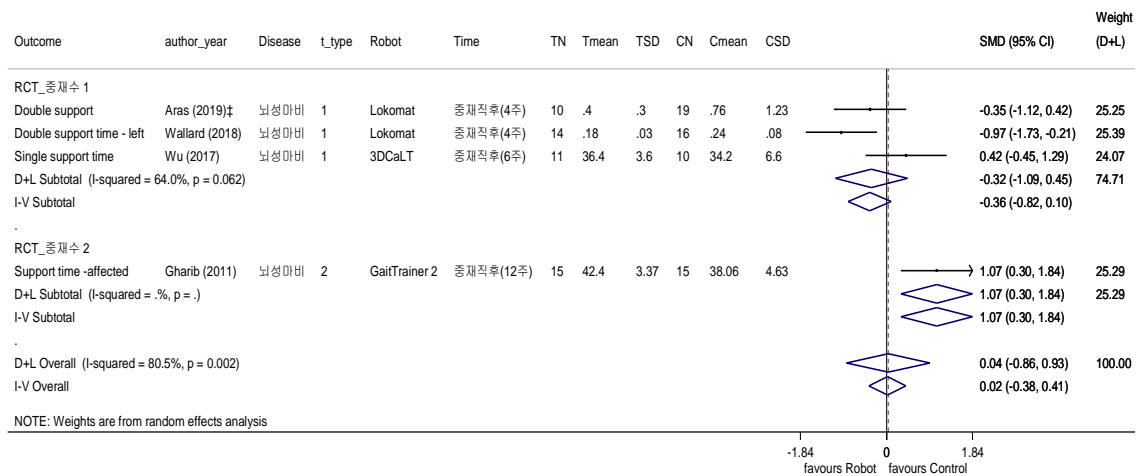 Weight
Outcome author_year Disease t_type Robot Time TN Tmean TSD CN Cmean CSD SMD (95% CI) (D+L)
RCT_중재수 1
Double support Aras (2019)‡ 뇌성마비 1 Lokomat 중재직후(4주) 10 .4 .3 19 .76 1.23 -0.35 (-1.12, 0.42) 25.25
Double support time - left Wallard (2018) 뇌성마비 1 Lokomat 중재직후(4주) 14 .18 .03 16 .24 .08 -0.97 (-1.73, -0.21) 25.39
Single support time Wu (2017) 뇌성마비 1 3DCaLT 중재직후(6주) 11 36.4 3.6 10 34.2 6.6 0.42 (-0.45, 1.29) 24.07
D+L Subtotal (I-squared = 64.0%, p = 0.062) -0.32 (-1.09, 0.45) 74.71
I-V Subtotal -0.36 (-0.82, 0.10)
.
RCT_중재수 2
Support time -affected Gharib (2011) 뇌성마비 2 GaitTrainer 2 중재직후(12주) 15 42.4 3.37 15 38.06 4.63 1.07 (0.30, 1.84) 25.29
D+L Subtotal (I-squared = .%, p = .) 1.07 (0.30, 1.84) 25.29
I-V Subtotal 1.07 (0.30, 1.84)
.
D+L Overall (I-squared = 80.5%, p = 0.002) 0.04 (-0.86, 0.93) 100.00
I-V Overall 0.02 (-0.38, 0.41)
NOTE: Weights are from random effects analysis
-1.84 0 1.84
favours Robot favours Control